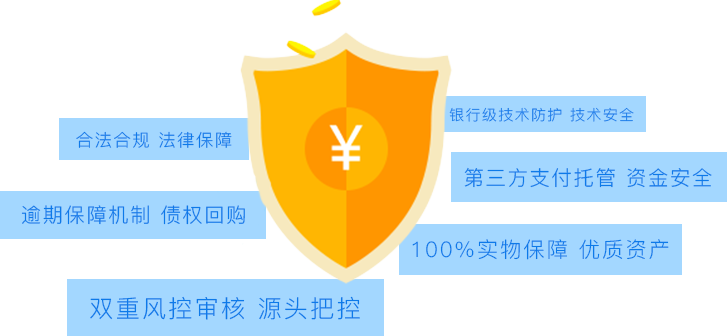 银行级技术防护 技术安全
合法合规 法律保障
¥
第三方支付托管 资金安全
逾期保障机制 债权回购
100%实物保障 优质资产
双重风控审核 源头把控